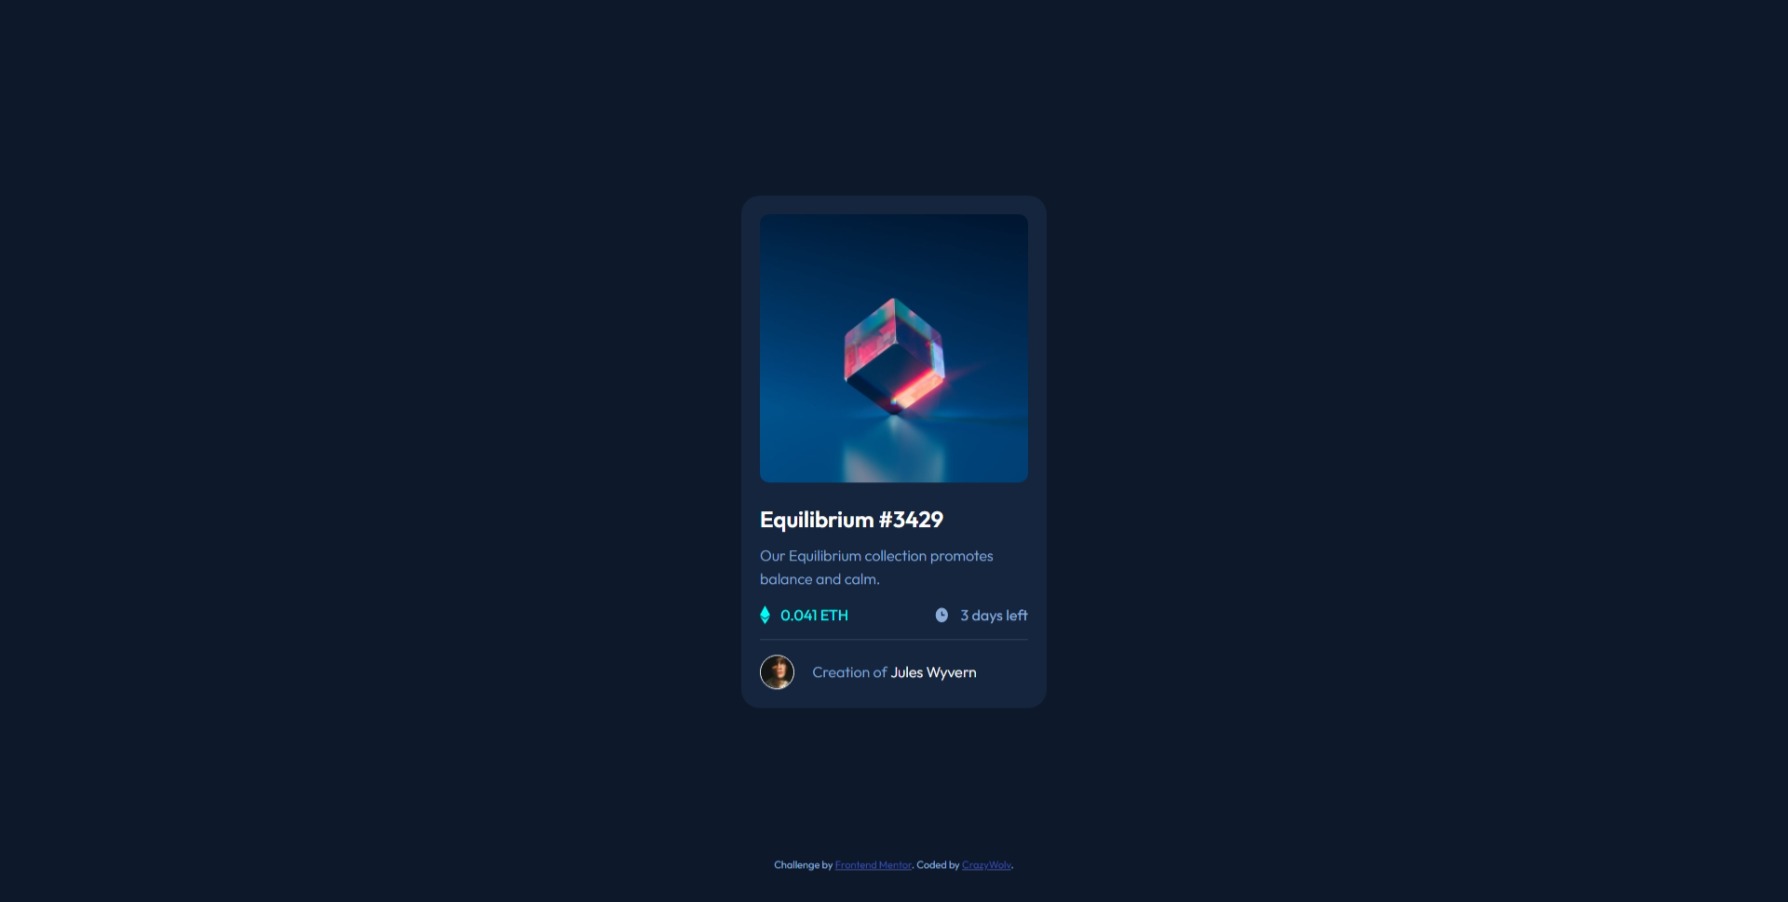 Equilibrium #3429
Our Equilibrium collection promotes
balance and calm.
0.041 ETH
3 days left
Creation of Jules Wyvern
Challenge by Frontend Mentor. Coded by CrazyWolv.